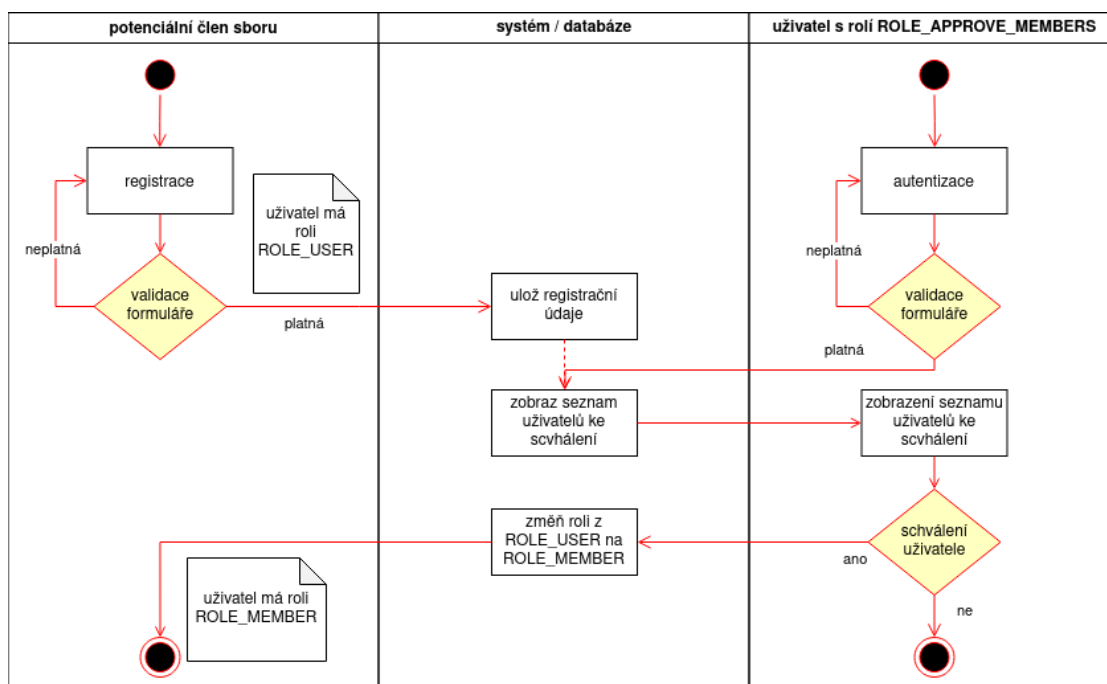 potenciální člen sboru
systém / databáze
uživatel s rolí ROLE_APPROVE_MEMBERS
registrace
neplatná
validace
formuláře
platná
uživatel má
roli
ROLE_USER
ulož registrační
údaje
autentizace
neplatná
validace
formuláře
platná
zobraz seznam
uživatelů ke
scvhálení
zobrazení seznamu
uživatelů ke
scvhálení
změň roli z
ROLE_USER na
ROLE_MEMBER
schválení
uživatele
ano
ne
uživatel má roli
ROLE_MEMBER